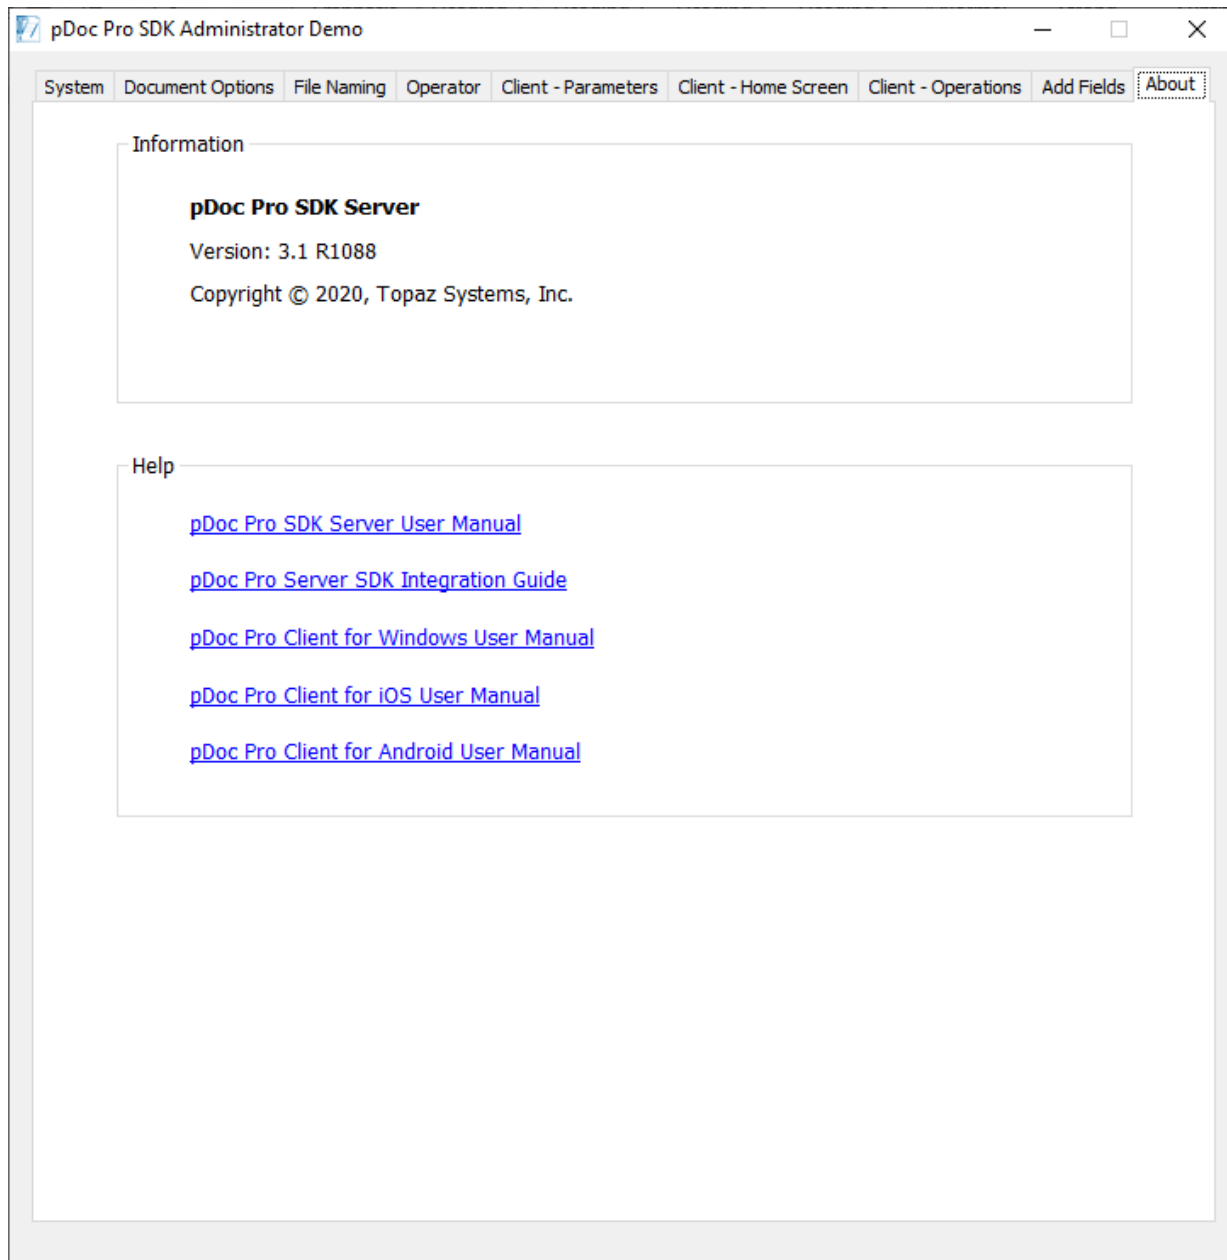 pDoc Pro SDK Administrator Demo
System Document Options File Naming Operator Client - Parameters Client - Home Screen Client - Operations Add Fields About
Information
pDoc Pro SDK Server
Version: 3.1 R1088
Copyright © 2020, Topaz Systems, Inc.
Help
pDoc Pro SDK Server User Manual
pDoc Pro Server SDK Integration Guide
pDoc Pro Client for Windows User Manual
pDoc Pro Client for iOS User Manual
pDoc Pro Client for Android User Manual